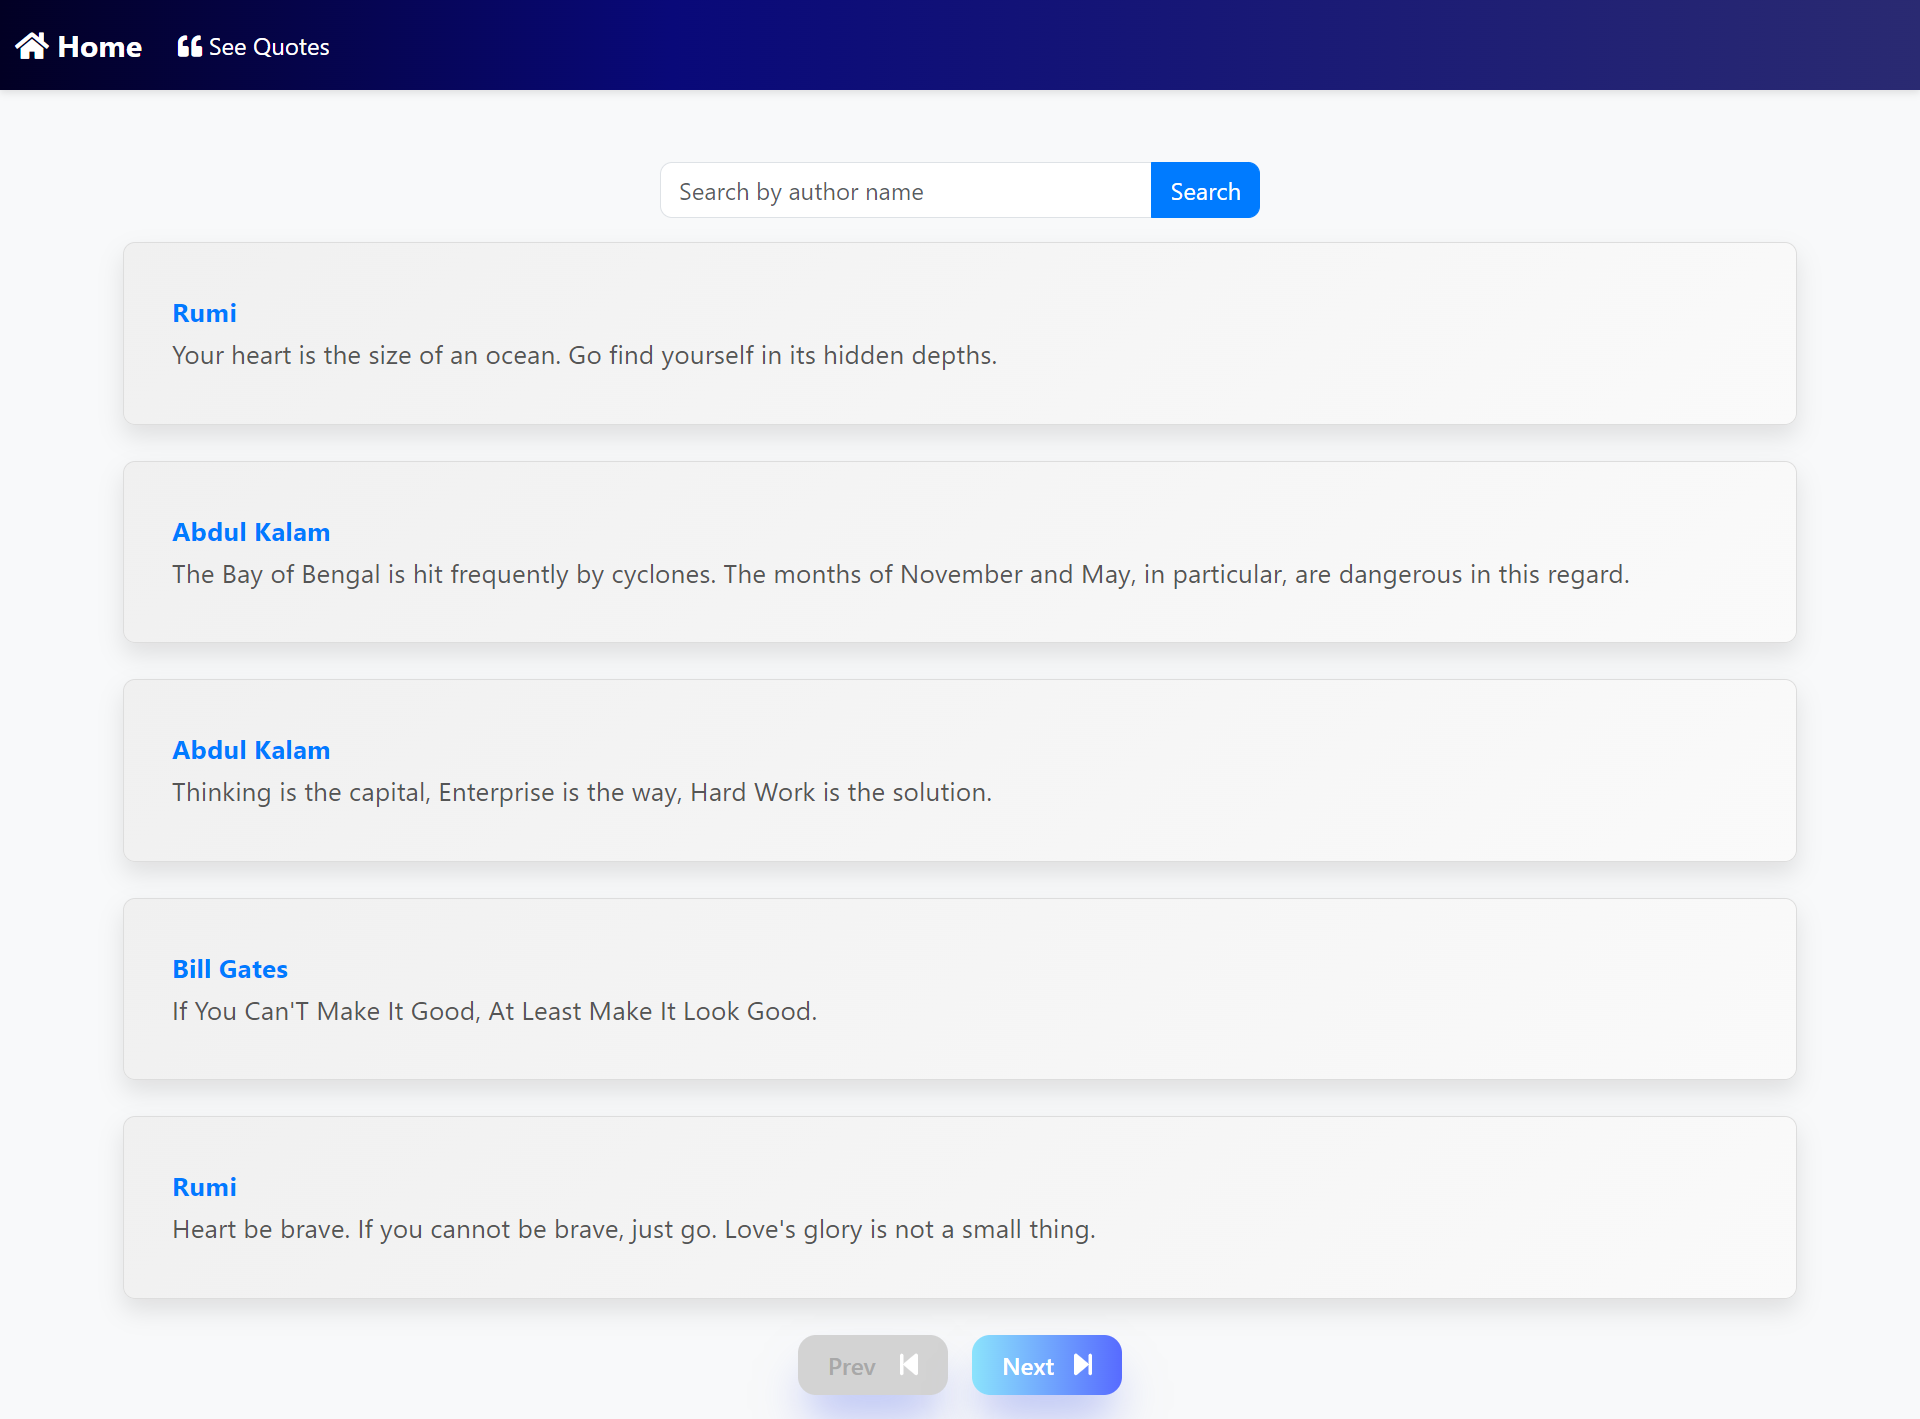 Home
See Quotes
Search by author name
Search
Rumi
Your heart is the size of an ocean. Go find yourself in its hidden depths.
Abdul Kalam
The Bay of Bengal is hit frequently by cyclones. The months of November and May, in particular, are dangerous in this regard.
Abdul Kalam
Thinking is the capital, Enterprise is the way, Hard Work is the solution.
Bill Gates
If You Can'T Make It Good, At Least Make It Look Good.
Rumi
Heart be brave. If you cannot be brave, just go. Love's glory is not a small thing.
Prev
Next